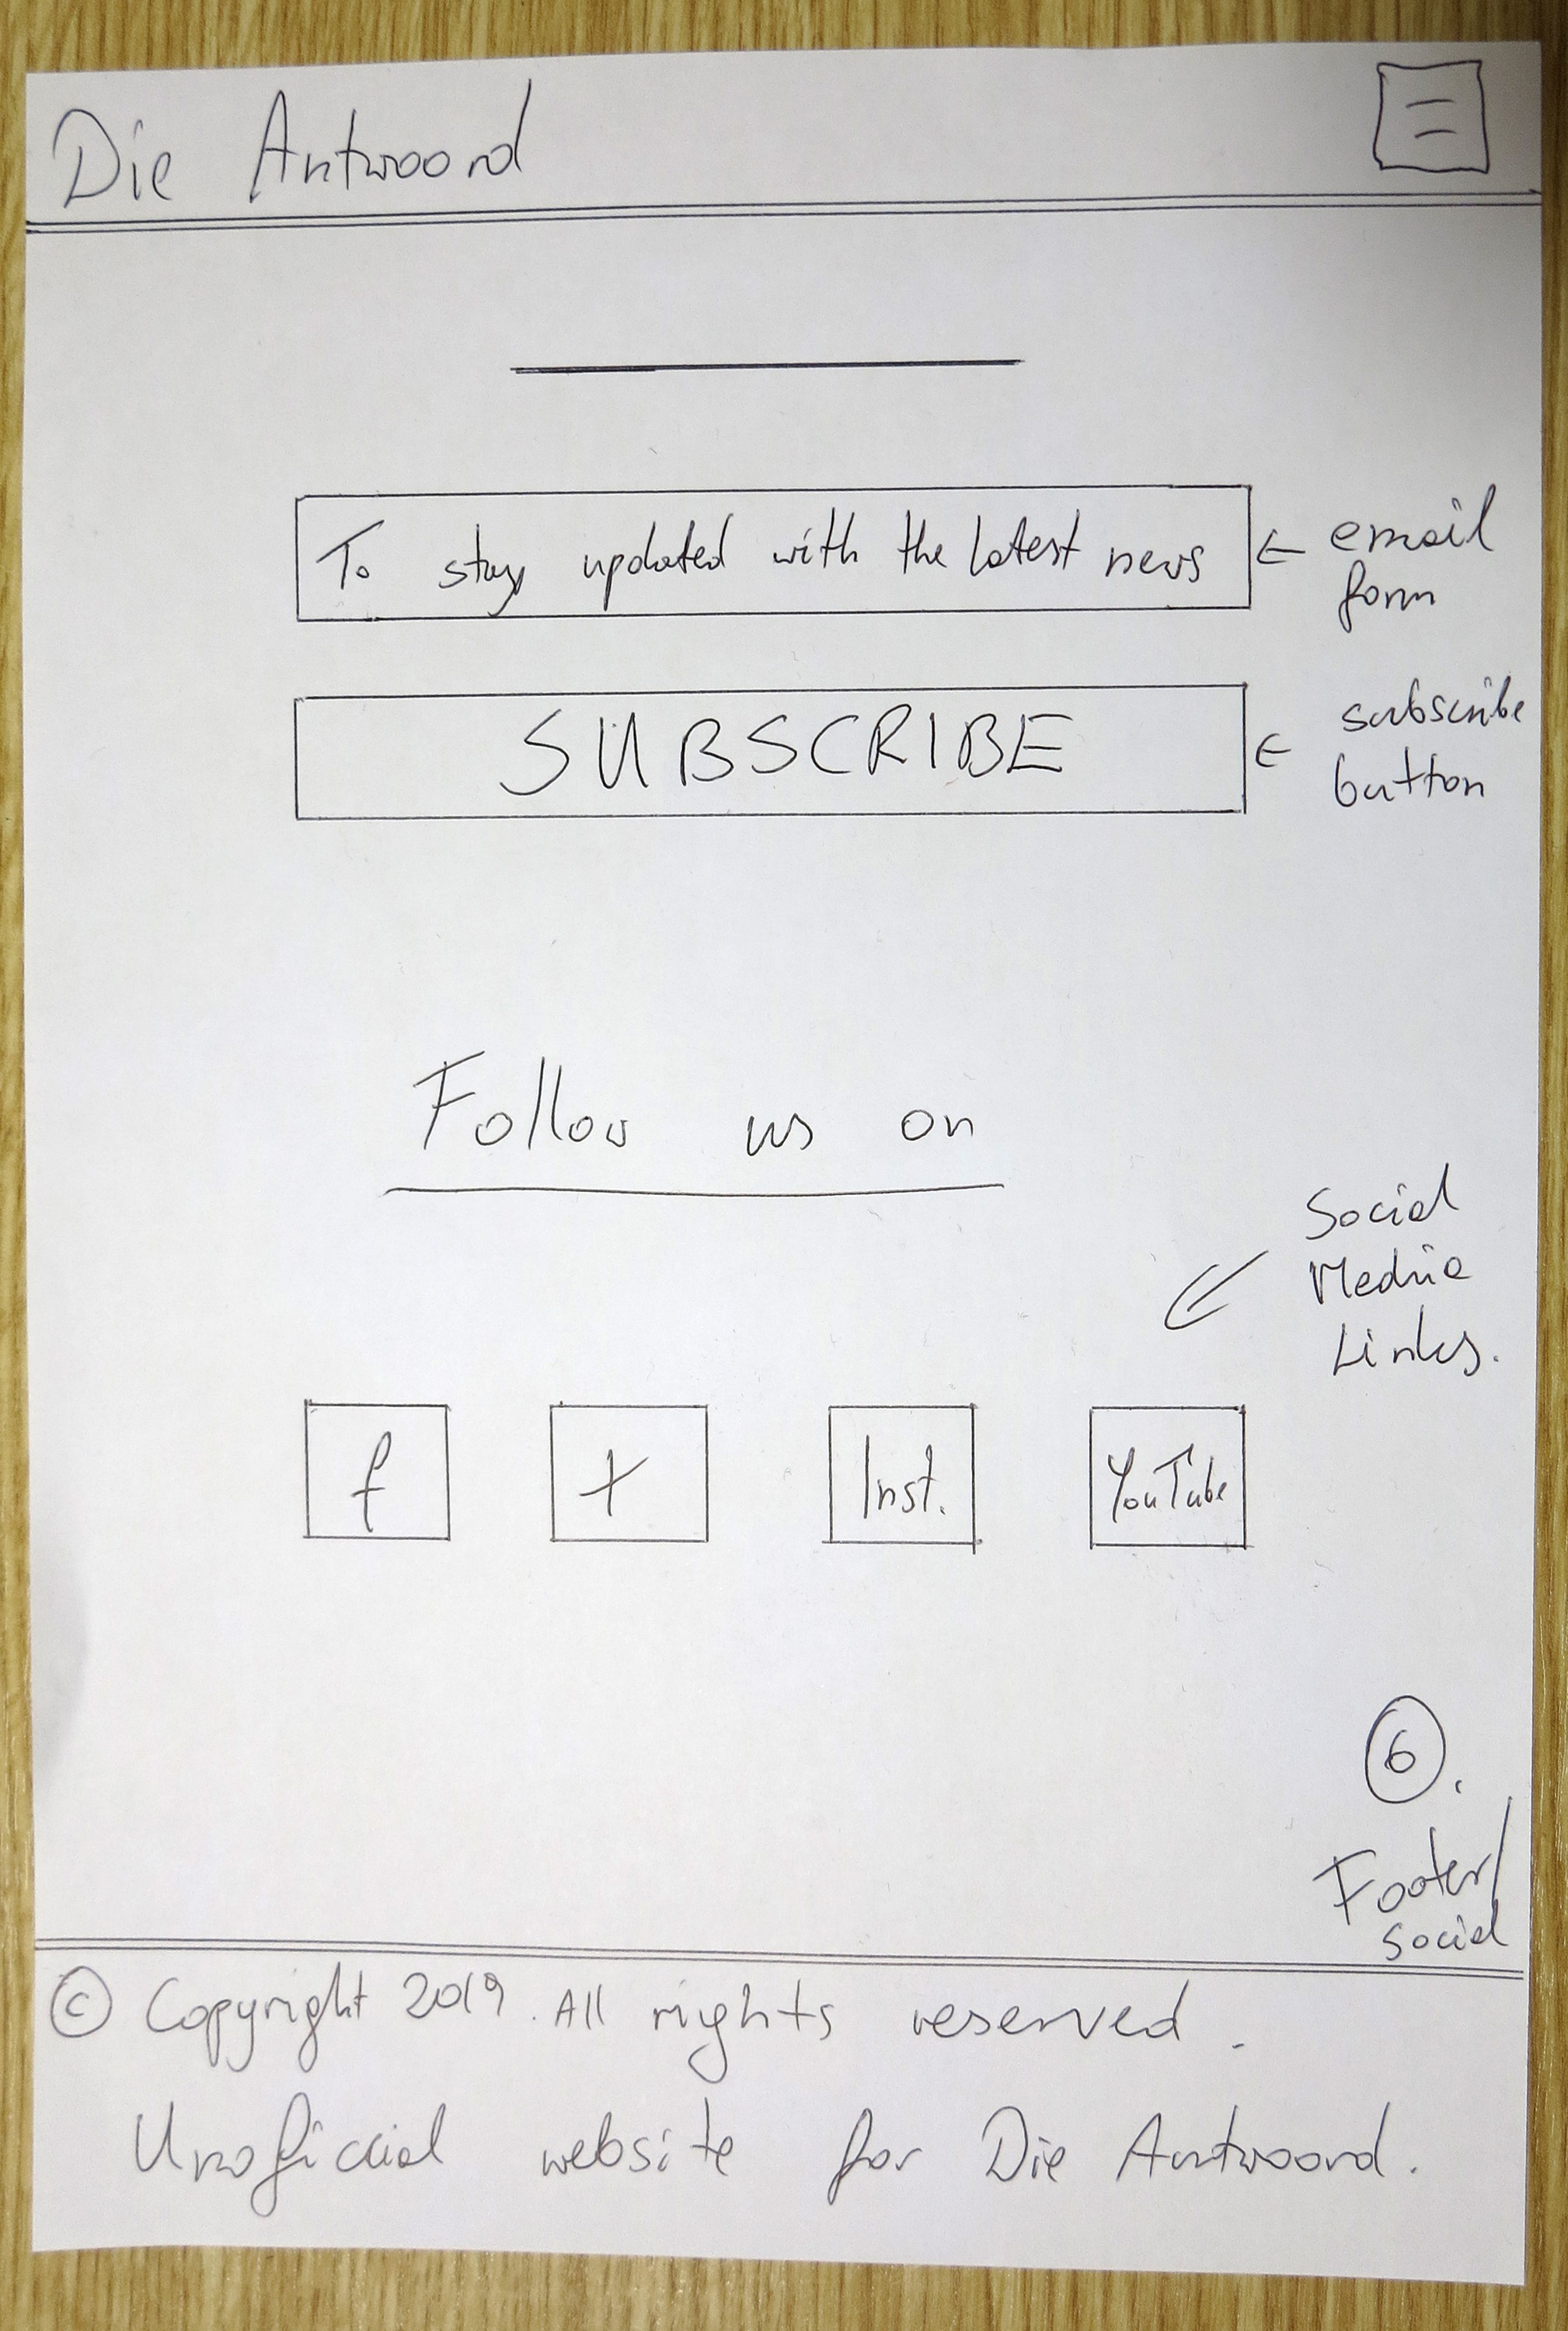 Die Antwoord
To stay updated with the latest news
← email
form
SUBSCRIBE
← subscribe
button
Follow us on
Social
Media
Links.
f
t
Inst.
YouTube
6.
Footer/
social
© Copyright 2019. All rights reserved.
Unoficcial website for Die Antwoord.